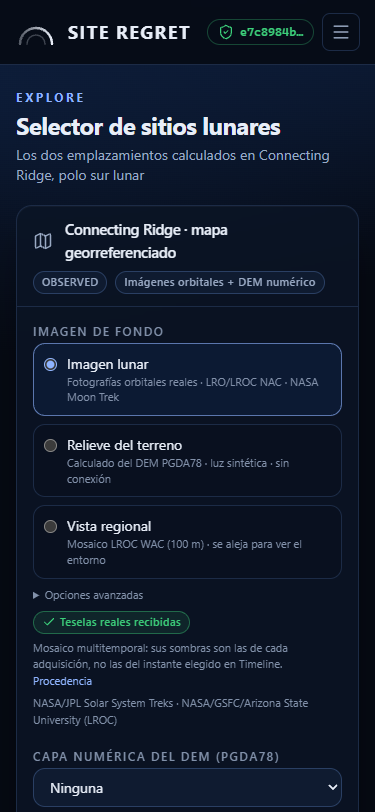 SITE REGRET
e7c8984b...
EXPLORE
Selector de sitios lunares
Los dos emplazamientos calculados en Connecting
Ridge, polo sur lunar
Connecting Ridge · mapa
georreferenciado
OBSERVED
Imágenes orbitales + DEM numérico
IMAGEN DE FONDO
Imagen lunar
Fotografías orbitales reales · LRO/LROC NAC · NASA
Moon Trek
Relieve del terreno
Calculado del DEM PGDA78 · luz sintética · sin
conexión
Vista regional
Mosaico LROC WAC (100 m) · se aleja para ver el
entorno
Opciones avanzadas
Teselas reales recibidas
Mosaico multitemporal: sus sombras son las de cada
adquisición, no las del instante elegido en Timeline.
Procedencia
NASA/JPL Solar System Treks · NASA/GSFC/Arizona State
University (LROC)
CAPA NUMÉRICA DEL DEM (PGDA78)
Ninguna